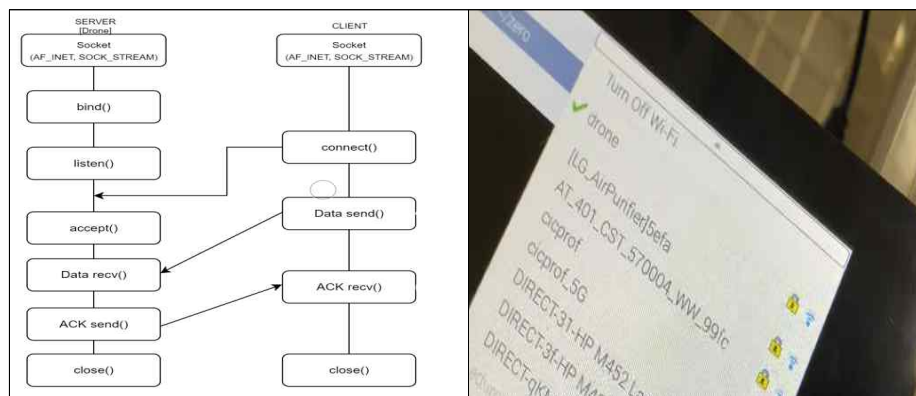 SERVER
[Drone]
Socket
(AF_INET, SOCK_STREAM)
bind()
listen()
accept()
Data recv()
ACK send()
close()
CLIENT
Socket
(AF_INET, SOCK_STREAM)
connect()
Data send()
ACK recv()
close()
/zero
Turn Off Wi-Fi
drone
[LG_AirPurifier]5efa
AT_401_CST_570004_WW_99fc
cicprof
cicprof_5G
DIRECT-31-HP M452
DIRECT-3f-HP